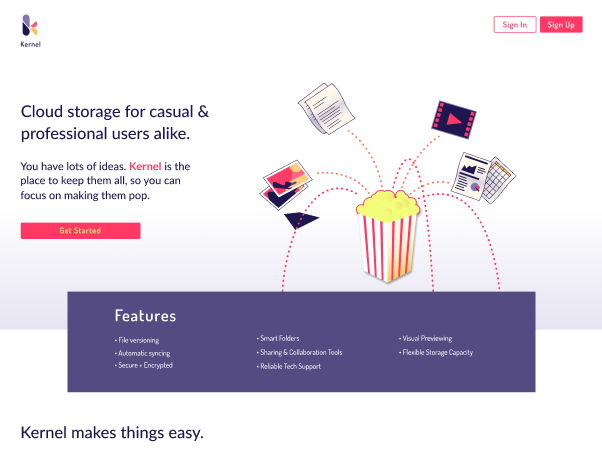 Kernel
Sign In
Sign Up
Cloud storage for casual &
professional users alike.
You have lots of ideas. Kernel is the
place to keep them all, so you can
focus on making them pop.
Get Started
Features
• File versioning
• Automatic syncing
• Secure + Encrypted
• Smart Folders
• Sharing & Collaboration Tools
• Reliable Tech Support
• Visual Previewing
• Flexible Storage Capacity
Kernel makes things easy.